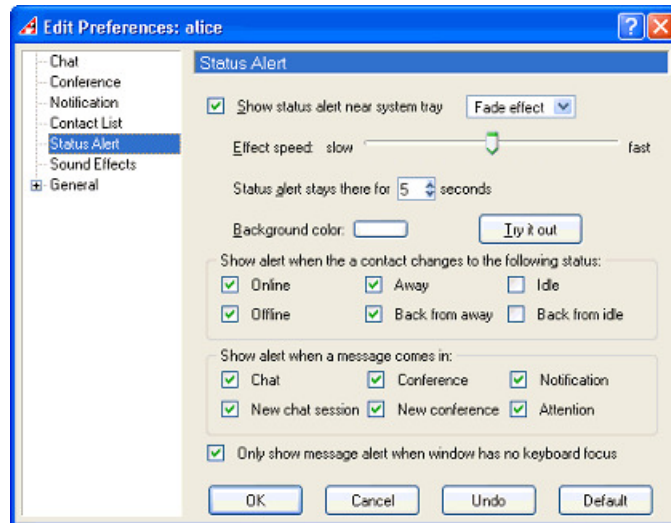 Edit Preferences: alice
Chat
Conference
Notification
Contact List
Status Alert
Sound Effects
General
Status Alert
Show status alert near system tray Fade effect
Effect speed: slow fast
Status alert stays there for 5 seconds
Background color: Try it out
Show alert when the a contact changes to the following status:
Online Away Idle
Offline Back from away Back from idle
Show alert when a message comes in:
Chat Conference Notification
New chat session New conference Attention
Only show message alert when window has no keyboard focus
OK Cancel Undo Default